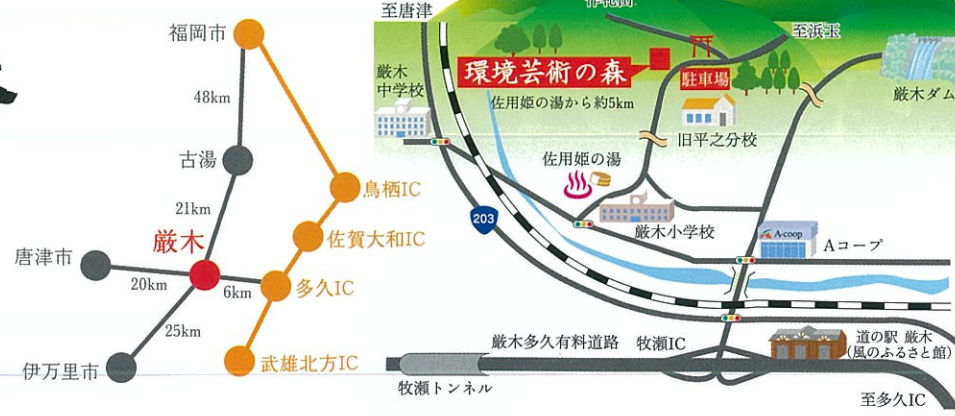 福岡市
48km
古湯
21km
鳥栖IC
佐賀大和IC
厳木
唐津市
20km
6km
多久IC
25km
伊万里市
武雄北方IC
至唐津
至浜玉
厳木
中学校
環境芸術の森
駐車場
佐用姫の湯から約5km
厳木ダム
旧平之分校
佐用姫の湯
203
厳木小学校
A-coop
Aコープ
厳木多久有料道路
牧瀬IC
道の駅 厳木
(風のふるさと館)
牧瀬トンネル
至多久IC